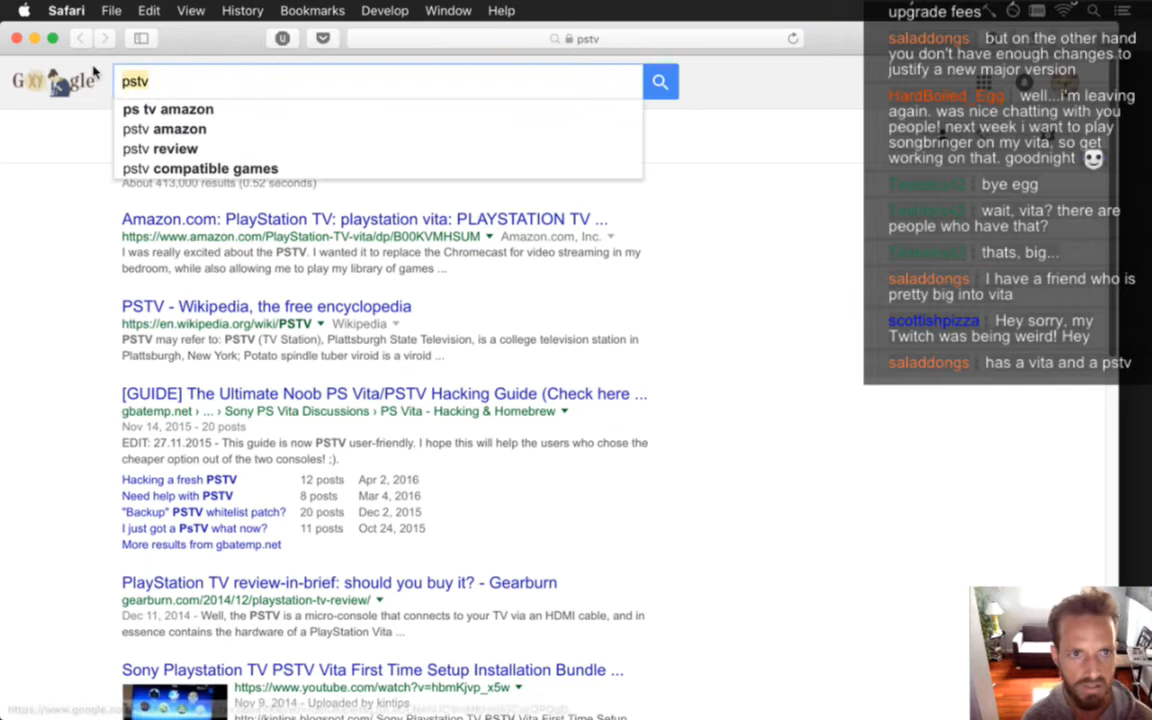 Safari File Edit View History Bookmarks Develop Window Help
pstv
G XY gle
pstv
ps tv amazon
pstv amazon
pstv review
pstv compatible games
About 413,000 results (0.52 seconds)
Amazon.com: PlayStation TV: playstation vita: PLAYSTATION TV ...
https://www.amazon.com/PlayStation-TV-vita/dp/B00KVMHSUM ▼ Amazon.com, Inc. ▼
I was really excited about the PSTV. I wanted it to replace the Chromecast for video streaming in my
bedroom, while also allowing me to play my library of games ...
PSTV - Wikipedia, the free encyclopedia
https://en.wikipedia.org/wiki/PSTV ▼ Wikipedia ▼
PSTV may refer to: PSTV (TV Station), Plattsburgh State Television, is a college television station in
Plattsburgh, New York; Potato spindle tuber viroid is a viroid ...
[GUIDE] The Ultimate Noob PS Vita/PSTV Hacking Guide (Check here ...
gbatemp.net › ... › Sony PS Vita Discussions › PS Vita - Hacking & Homebrew ▼
Nov 14, 2015 - 20 posts
EDIT: 27.11.2015 - This guide is now PSTV user-friendly. I hope this will help the users who chose the
cheaper option out of the two consoles! ;).
Hacking a fresh PSTV 12 posts Apr 2, 2016
Need help with PSTV 8 posts Mar 4, 2016
"Backup" PSTV whitelist patch? 20 posts Dec 2, 2015
I just got a PsTV what now? 11 posts Oct 24, 2015
More results from gbatemp.net
PlayStation TV review-in-brief: should you buy it? - Gearburn
gearburn.com/2014/12/playstation-tv-review/ ▼
Dec 11, 2014 - Well, the PSTV is a micro-console that connects to your TV via an HDMI cable, and in
essence contains the hardware of a PlayStation Vita ...
Sony Playstation TV PSTV Vita First Time Setup Installation Bundle ...
https://www.youtube.com/watch?v=hbmKjvp_x5w ▼
Nov 9, 2014 - Uploaded by kintips
http://kintips.blogspot.com/ Sony PlayStation TV PSTV Vita First Time Setup
upgrade fees
saladdongs but on the other hand
you don't have enough changes to
justify a new major version
HardBoiled_Egg well...i'm leaving
again. was nice chatting with you
people! next week i want to play
songbringer on my vita, so get
working on that. goodnight
bye egg
wait, vita? there are
people who have that?
thats, big...
saladdongs I have a friend who is
pretty big into vita
scottishpizza Hey sorry, my
Twitch was being weird! Hey
saladdongs has a vita and a pstv